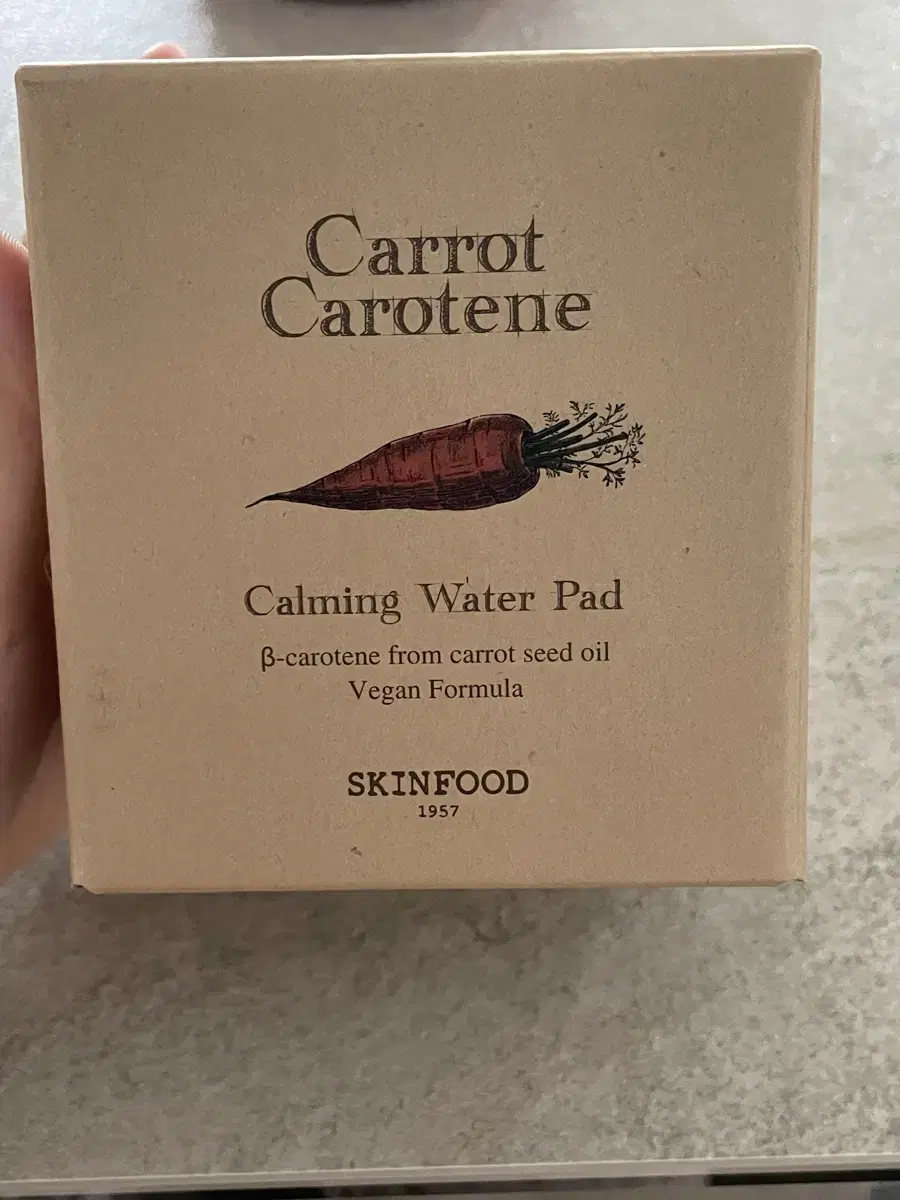 Carrot
Carotene
Calming Water Pad
β-carotene from carrot seed oil
Vegan Formula
SKINFOOD
1957